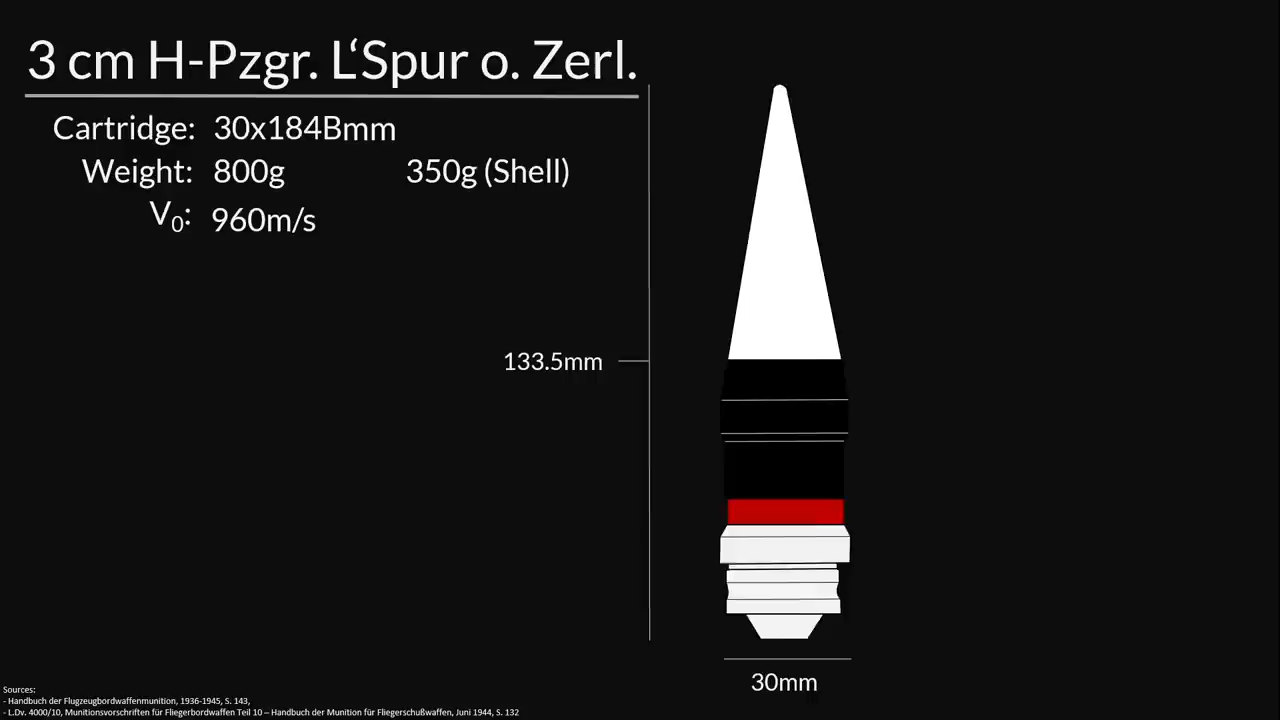 3 cm H-Pzgr. L‘Spur o. Zerl.
Cartridge: 30x184Bmm
Weight: 800g 350g (Shell)
V₀: 960m/s
133.5mm
30mm
Sources:
- Handbuch der Flugzeugbordwaffenmunition, 1936-1945, S. 143,
- L.Dv. 4000/10, Munitionsvorschriften für Fliegerbordwaffen Teil 10 – Handbuch der Munition für Fliegerschußwaffen, Juni 1944, S. 132